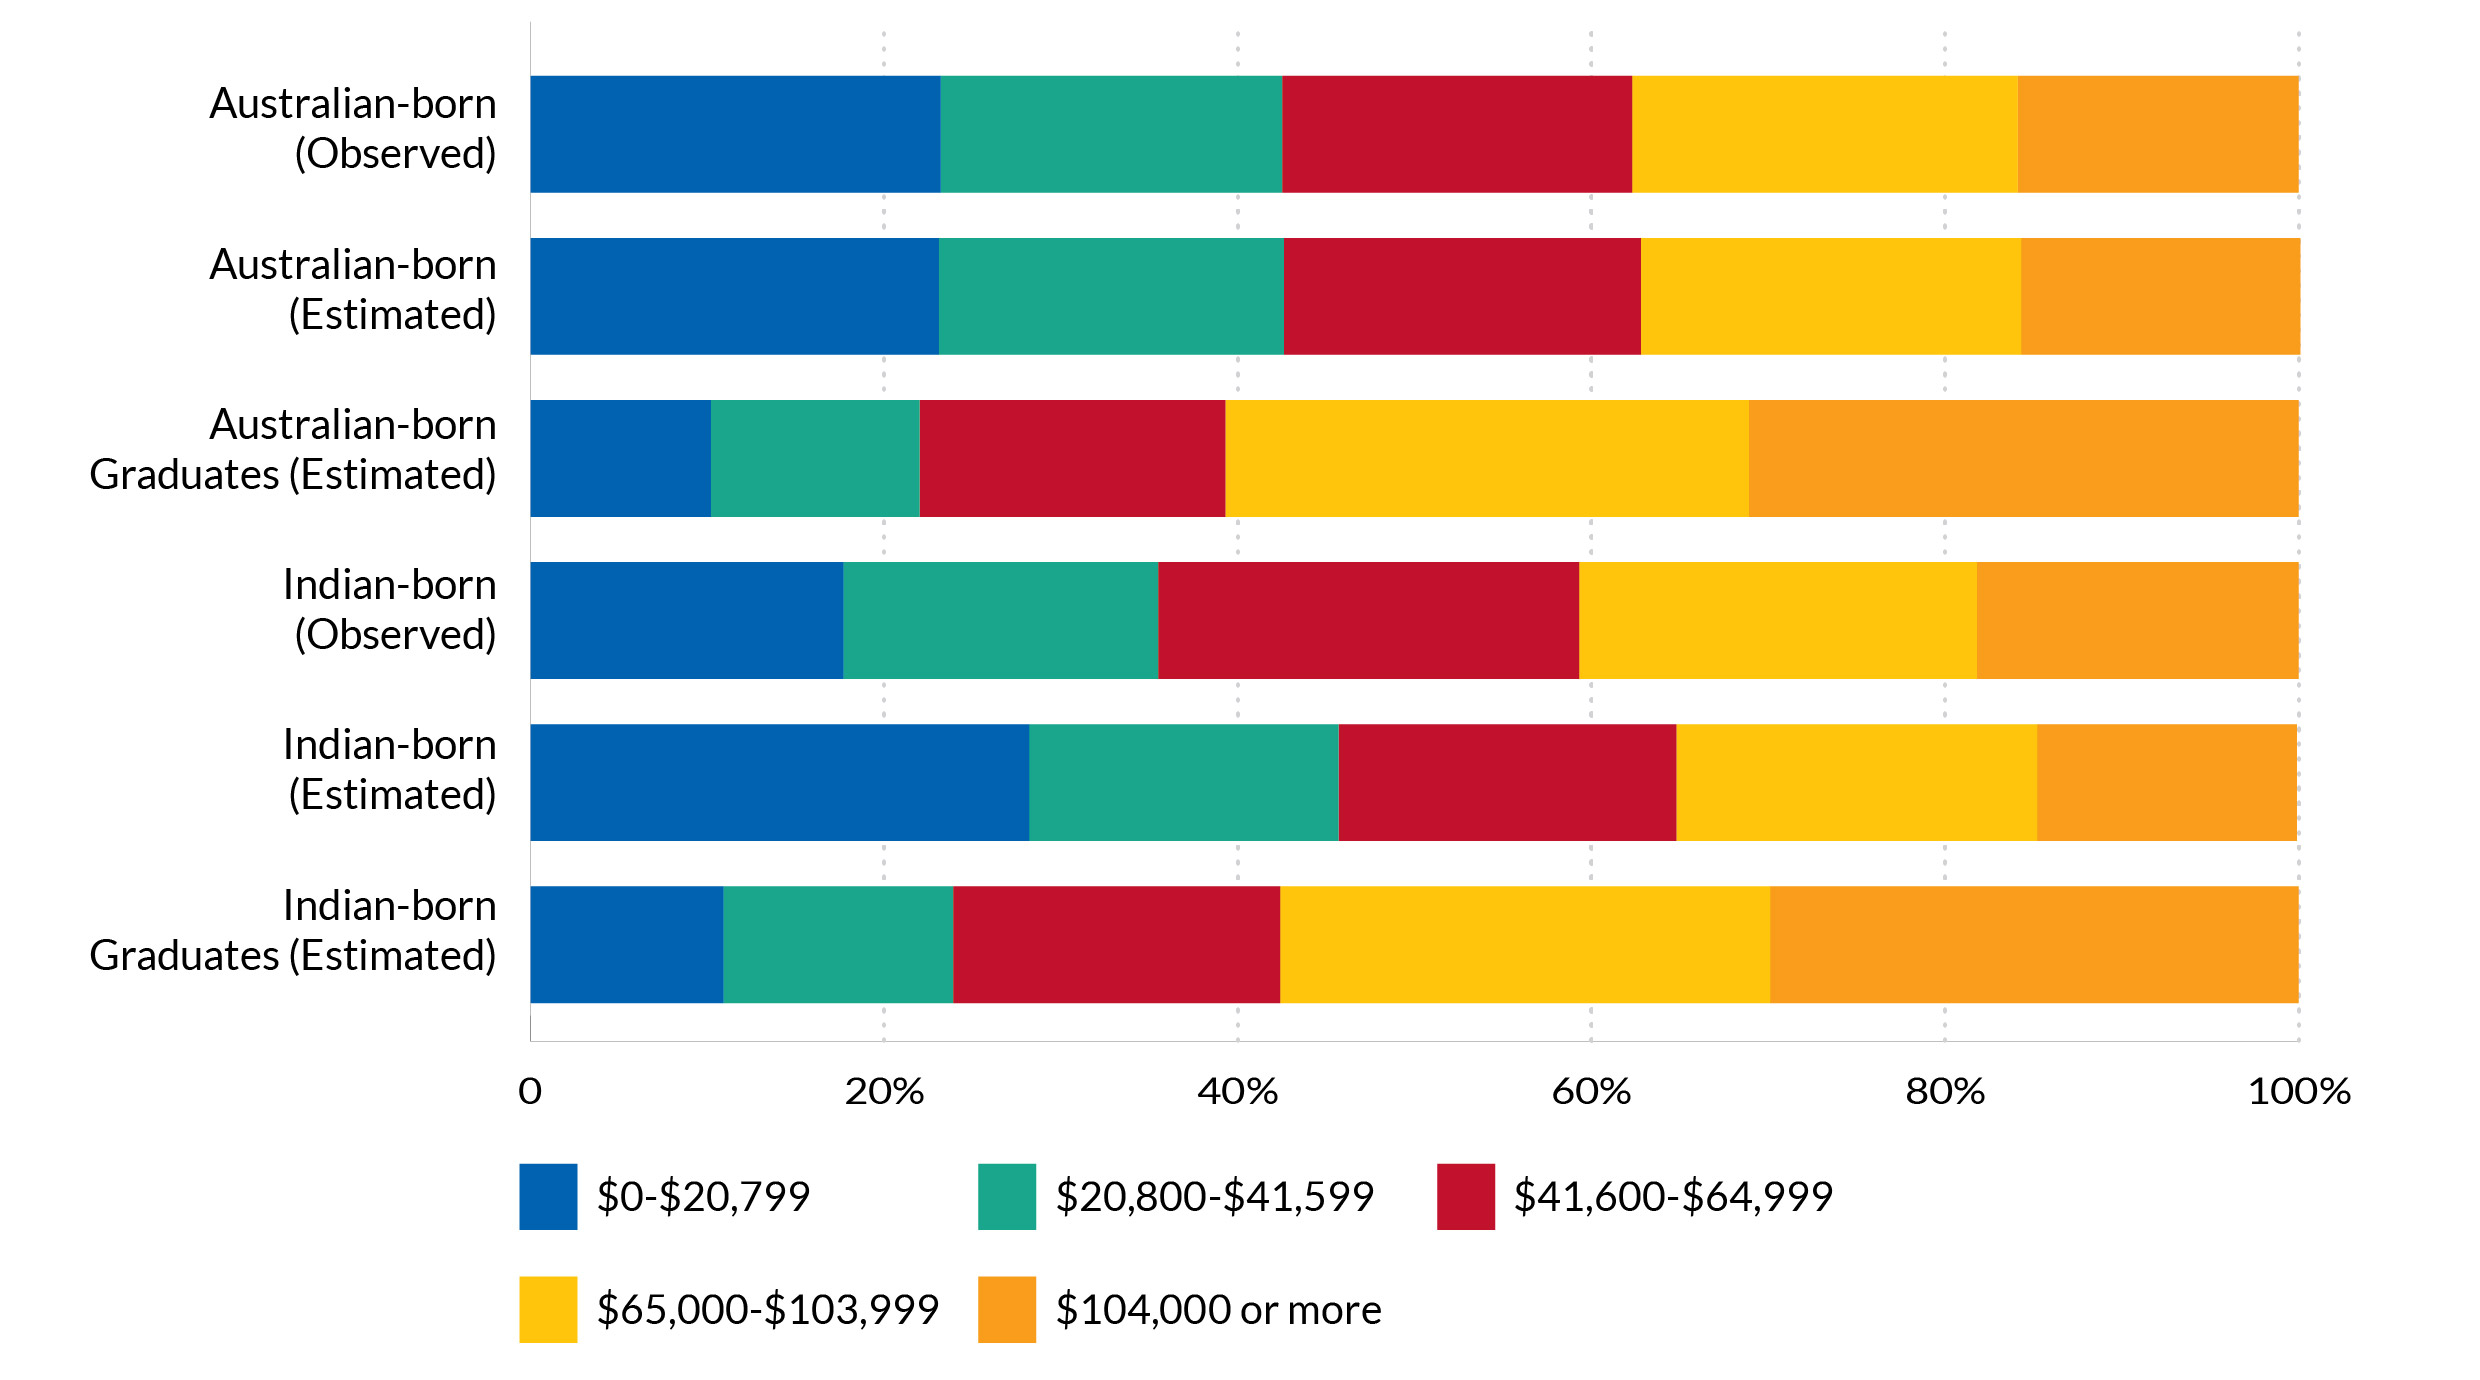 Australian-born
(Observed)
Australian-born
(Estimated)
Australian-born
Graduates (Estimated)
Indian-born
(Observed)
Indian-born
(Estimated)
Indian-born
Graduates (Estimated)
0 20% 40% 60% 80% 100%
$0-$20,799 $20,800-$41,599 $41,600-$64,999
$65,000-$103,999 $104,000 or more